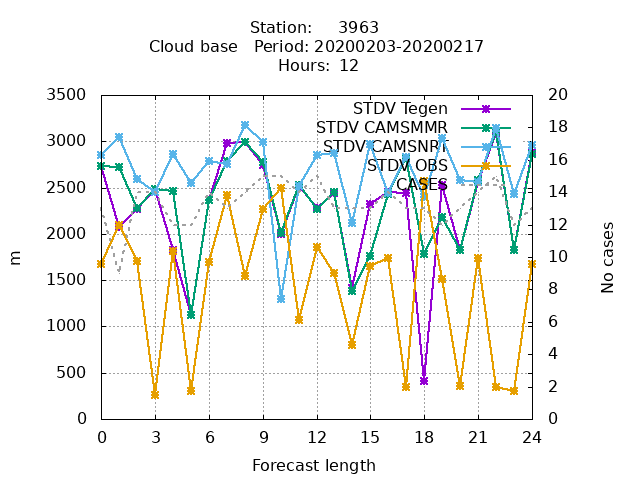 Station: 3963
Cloud base Period: 20200203-20200217
Hours: 12
3500
3000
2500
2000
1500
1000
500
0
20
18
16
14
12
10
8
6
4
2
0
STDV Tegen
STDV CAMSMMR
STDV CAMSNRT
STDV OBS
CASES
m
No cases
0 3 6 9 12 15 18 21 24
Forecast length